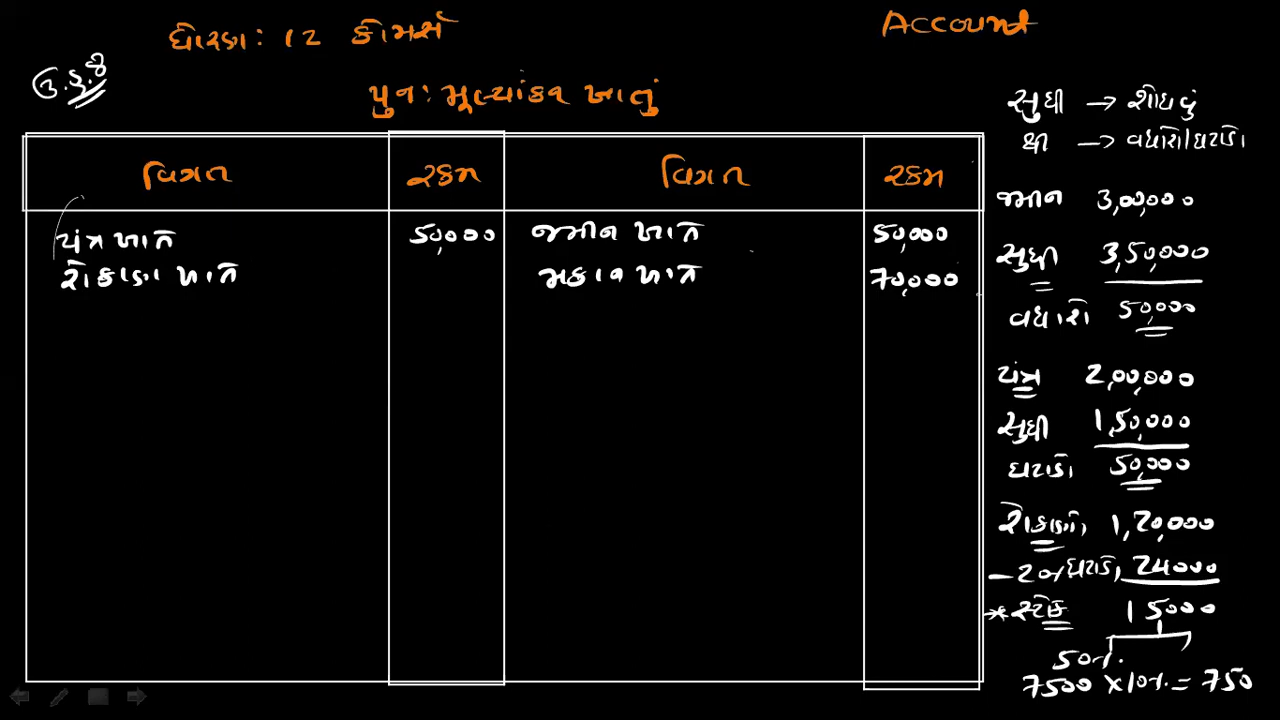 ધોરણ : 12 કોમર્સ
Account
ઉ.દા.8
પુનઃમૂલ્યાંકન ખાતું
વિગત રકમ વિગત રકમ
યંત્ર ખાતે 50,000 જમીન ખાતે 50,000
રોકાણ ખાતે મકાન ખાતે 70,000
સુધી → શોધવું
થી → વધારો/ઘટાડો
જમીન 3,00,000
સુધી 3,50,000
વધારો 50,000
યંત્ર 2,00,000
સુધી 1,50,000
ઘટાડો 50,000
રોકાણો 1,20,000
24000
* સ્ટોક 15000
50%
7500 × 10% = 750